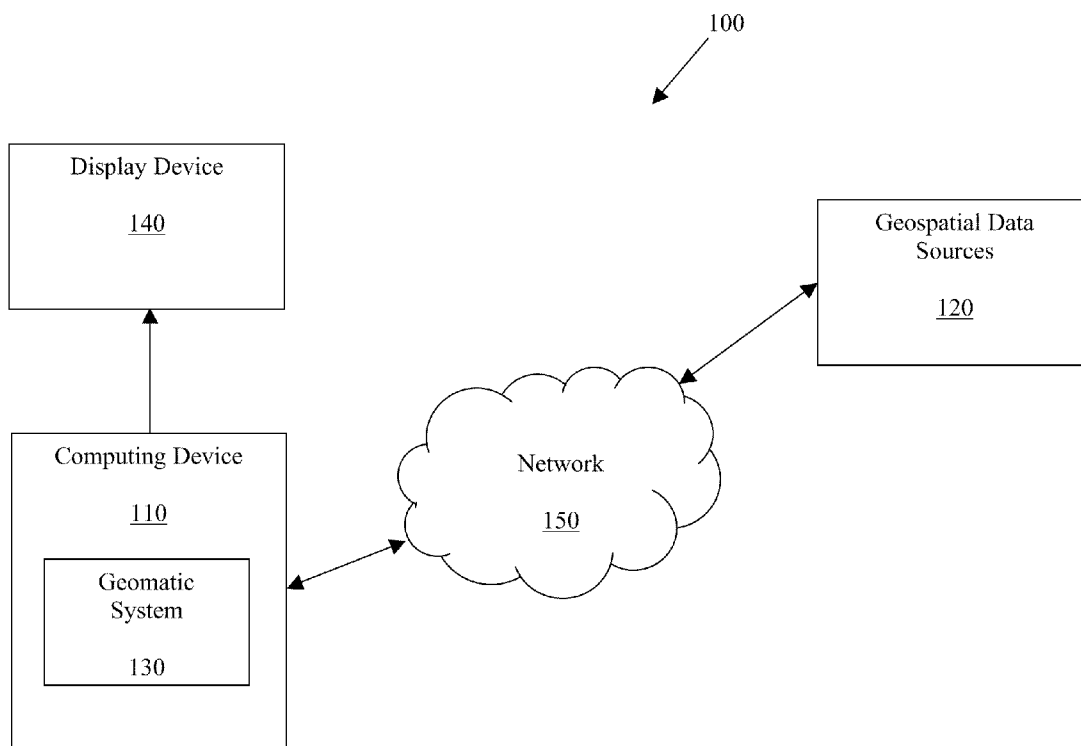 100
Display Device
140
Geospatial Data
Sources
120
Computing Device
110
Geomatic
System
130
Network
150